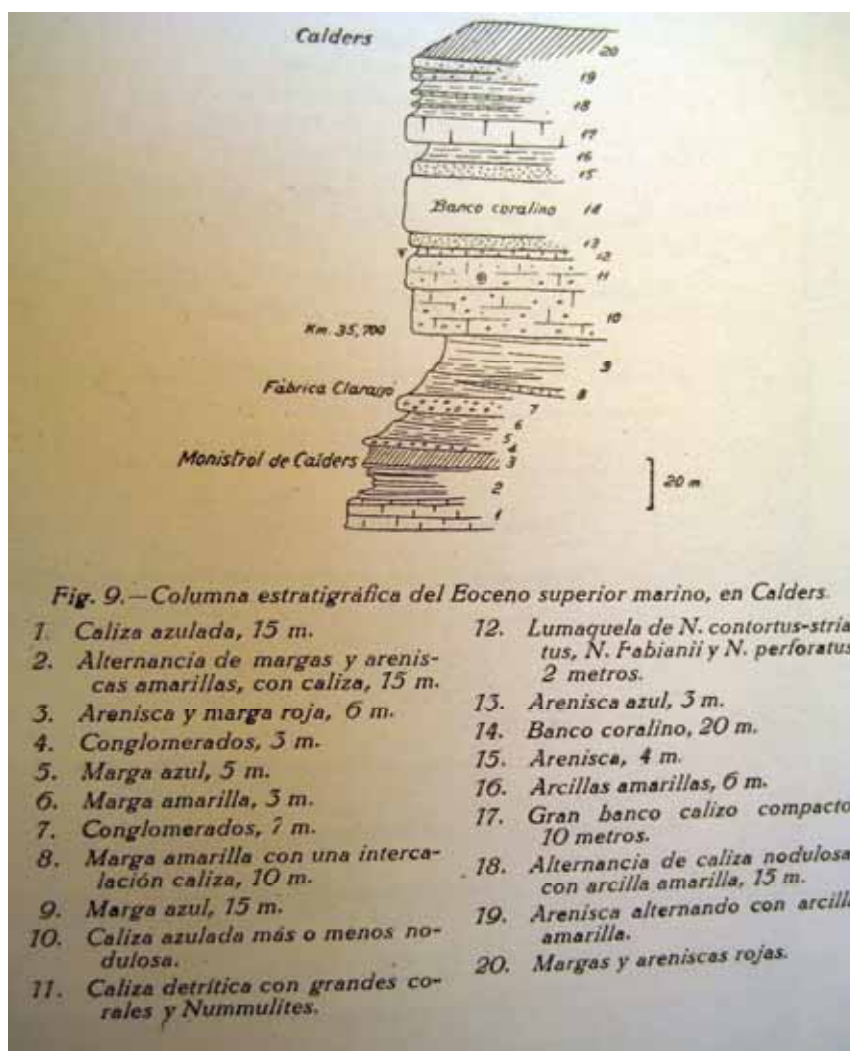 Calders
20
19
18
17
16
15
Banco coralino 14
13
12
11
10
Km. 35,700
9
8
Fábrica Clarassó
7
6
5
4
Monistrol de Calders
3
20 m
2
1
Fig. 9.—Columna estratigráfica del Eoceno superior marino, en Calders.
1. Caliza azulada, 15 m.
2. Alternancia de margas y arenis-
cas amarillas, con caliza, 15 m.
3. Arenisca y marga roja, 6 m.
4. Conglomerados, 3 m.
5. Marga azul, 5 m.
6. Marga amarilla, 3 m.
7. Conglomerados, 7 m.
8. Marga amarilla con una interca-
lación caliza, 10 m.
9. Marga azul, 15 m.
10. Caliza azulada más o menos no-
dulosa.
11. Caliza detrítica con grandes co-
rales y Nummulites.
12. Lumaquela de N. contortus-stria
tus, N. Fabianii y N. perforatus
2 metros.
13. Arenisca azul, 3 m.
14. Banco coralino, 20 m.
15. Arenisca, 4 m.
16. Arcillas amarillas, 6 m.
17. Gran banco calizo compacto
10 metros.
18. Alternancia de caliza nodulosa
con arcilla amarilla, 15 m.
19. Arenisca alternando con arcilla
amarilla.
20. Margas y areniscas rojas.